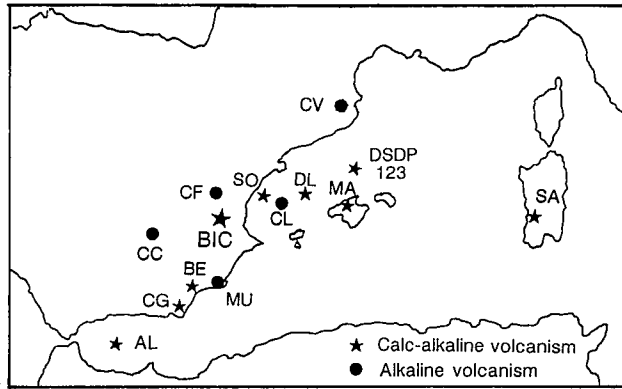 CV
DSDP
123
SO
DL
MA
CF
CL
SA
BIC
CC
BE
MU
CG
AL
Calc-alkaline volcanism
Alkaline volcanism